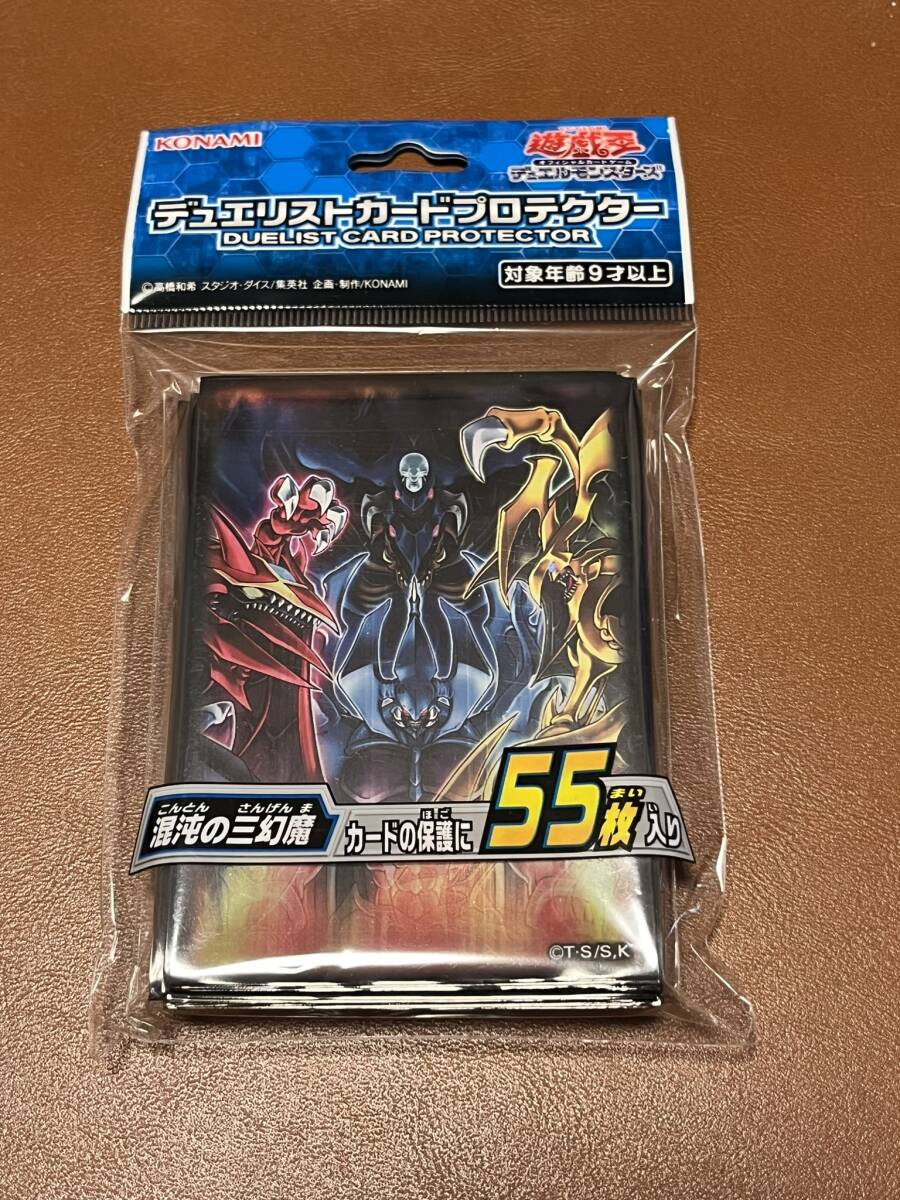 KONAMI
遊戯王
オフィシャルカードゲーム
デュエルモンスターズ
デュエリストカードプロテクター
DUELIST CARD PROTECTOR
©高橋和希 スタジオ・ダイス/集英社 企画・制作/KONAMI
対象年齢9才以上
こんとん さんげんま
混沌の三幻魔
ほご
カードの保護に
まい
55枚入り
©T・S/S,K